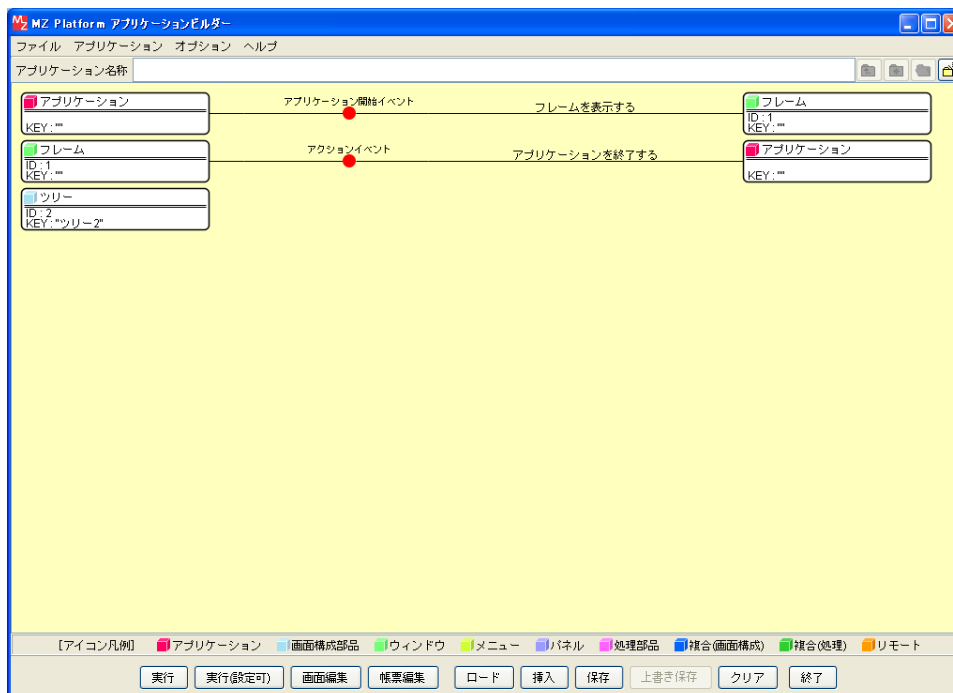 MZ Platform アプリケーションビルダー
ファイル アプリケーション オプション ヘルプ
アプリケーション名称
アプリケーション
KEY : ""
アプリケーション開始イベント
フレームを表示する
フレーム
ID : 1
KEY : ""
フレーム
ID : 1
KEY : ""
アクションイベント
アプリケーションを終了する
アプリケーション
KEY : ""
ツリー
ID : 2
KEY : "ツリー2"
[アイコン凡例] アプリケーション 画面構成部品 ウィンドウ メニュー パネル 処理部品 複合(画面構成) 複合(処理) リモート
実行 実行(設定可) 画面編集 帳票編集 ロード 挿入 保存 上書き保存 クリア 終了